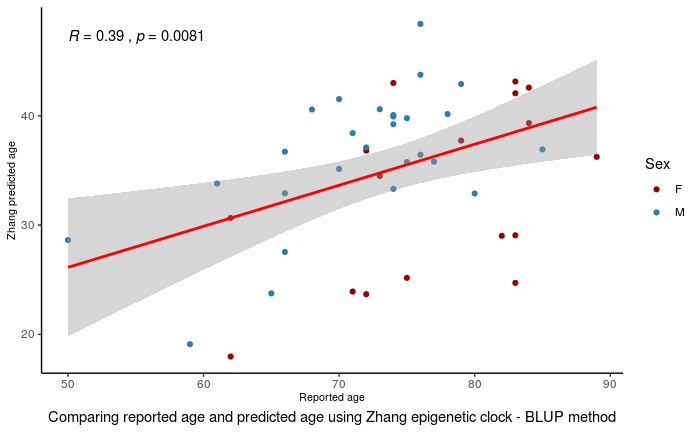 R = 0.39 , p = 0.0081
Zhang predicted age
40
30
20
50 60 70 80 90
Reported age
Sex
F
M
Comparing reported age and predicted age using Zhang epigenetic clock - BLUP method